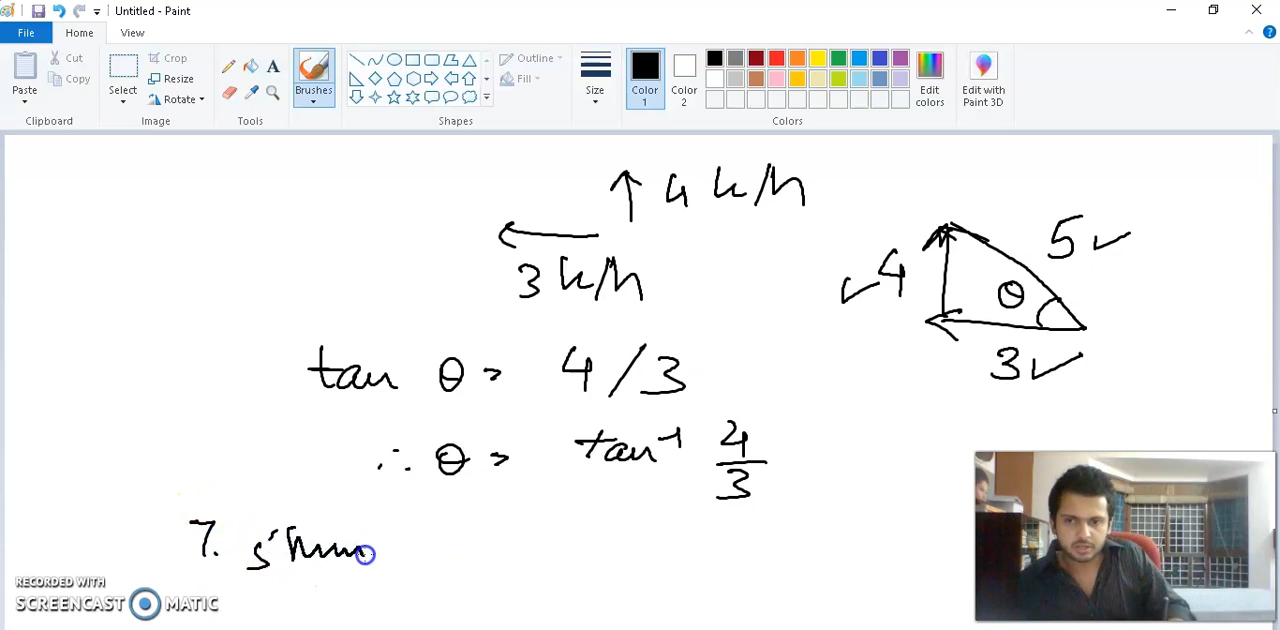 Untitled - Paint
File Home View
Cut
Copy
Paste
Clipboard
Crop
Resize
Rotate
Select
Image
A
Tools
Brushes
Outline
Fill
Shapes
Size
Color 1
Color 2
Edit colors
Colors
Edit with Paint 3D
↑ 4 k/h
←
3 k/h
4 5
θ
3
tan θ = 4/3
∴ θ = tan⁻¹ 4/3
7.
RECORDED WITH
SCREENCAST MATIC